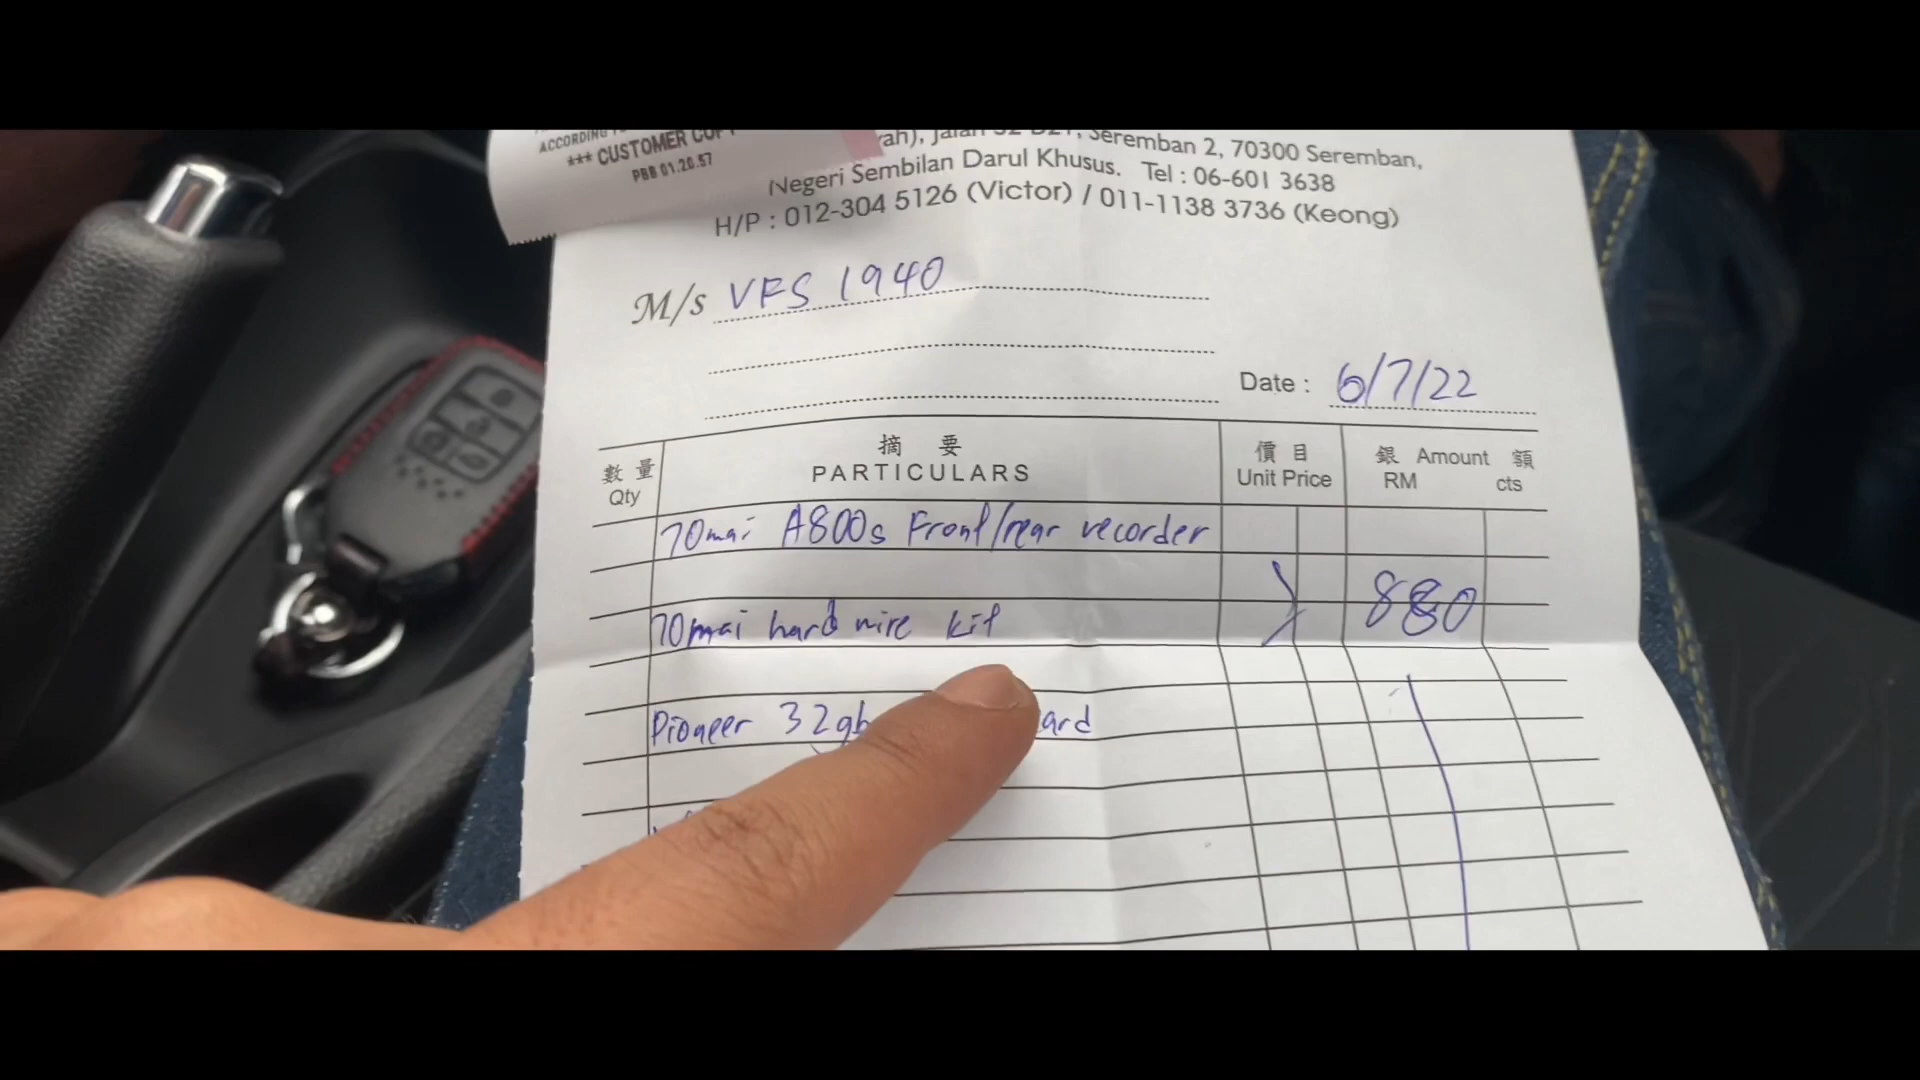 ACCORDING
*** CUSTOMER COPY
PBB 01.20.57
Seremban 2, 70300 Seremban,
Negeri Sembilan Darul Khusus. Tel : 06-601 3638
H/P : 012-304 5126 (Victor) / 011-1138 3736 (Keong)
M/s VFS 1940
Date : 6/7/22
數量 摘 要 價目 銀 Amount 額
Qty PARTICULARS Unit Price RM cts
70mai A800s Front/rear recorder
70mai hard wire kit 880
Pioneer 32gb